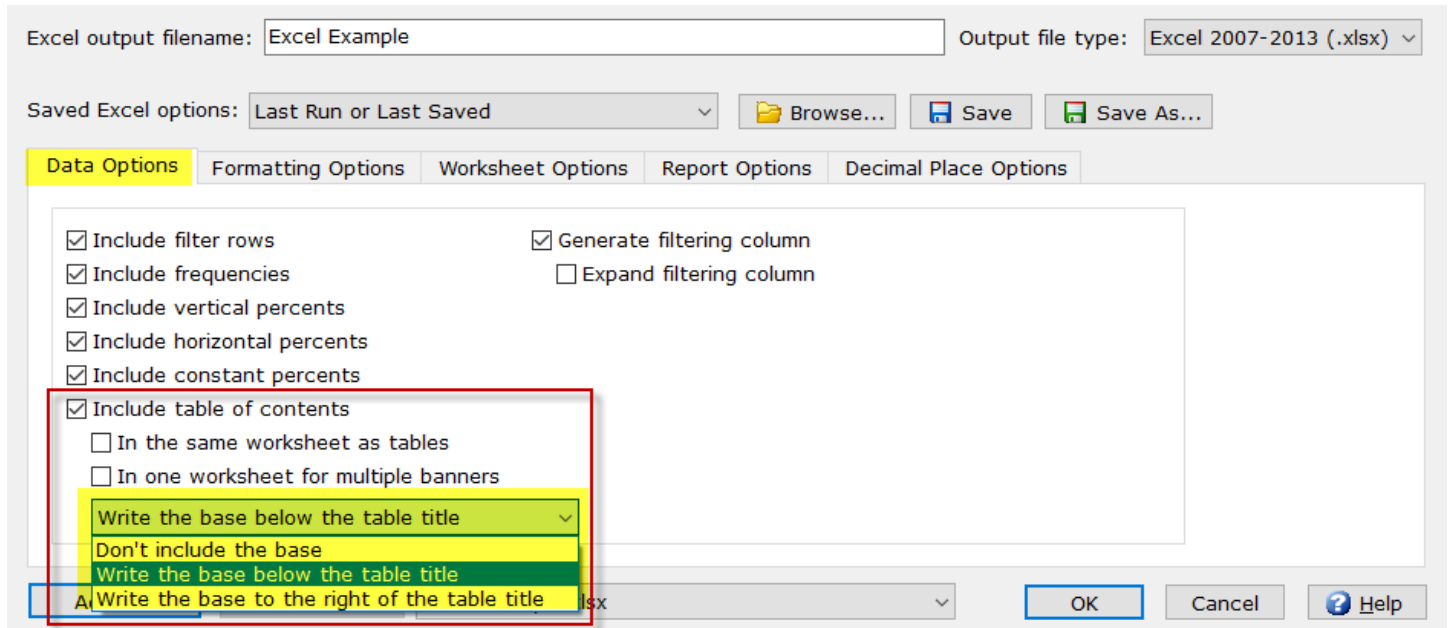 Excel output filename: Excel Example Output file type: Excel 2007-2013 (.xlsx)
Saved Excel options: Last Run or Last Saved Browse... Save Save As...
Data Options Formatting Options Worksheet Options Report Options Decimal Place Options
Include filter rows Generate filtering column
Include frequencies Expand filtering column
Include vertical percents
Include horizontal percents
Include constant percents
Include table of contents
In the same worksheet as tables
In one worksheet for multiple banners
Write the base below the table title
Don't include the base
Write the base below the table title
Write the base to the right of the table title OK Cancel Help